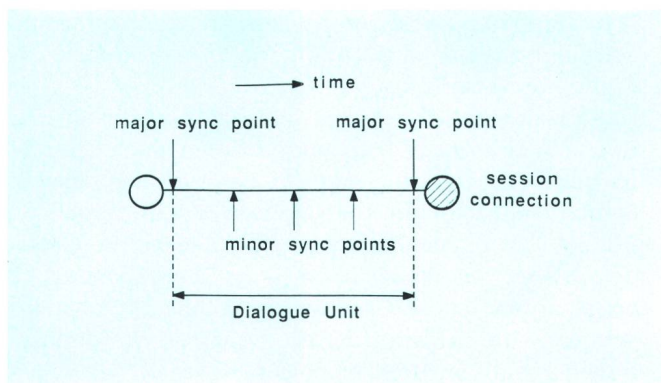 time
major sync point major sync point
session
connection
minor sync points
Dialogue Unit